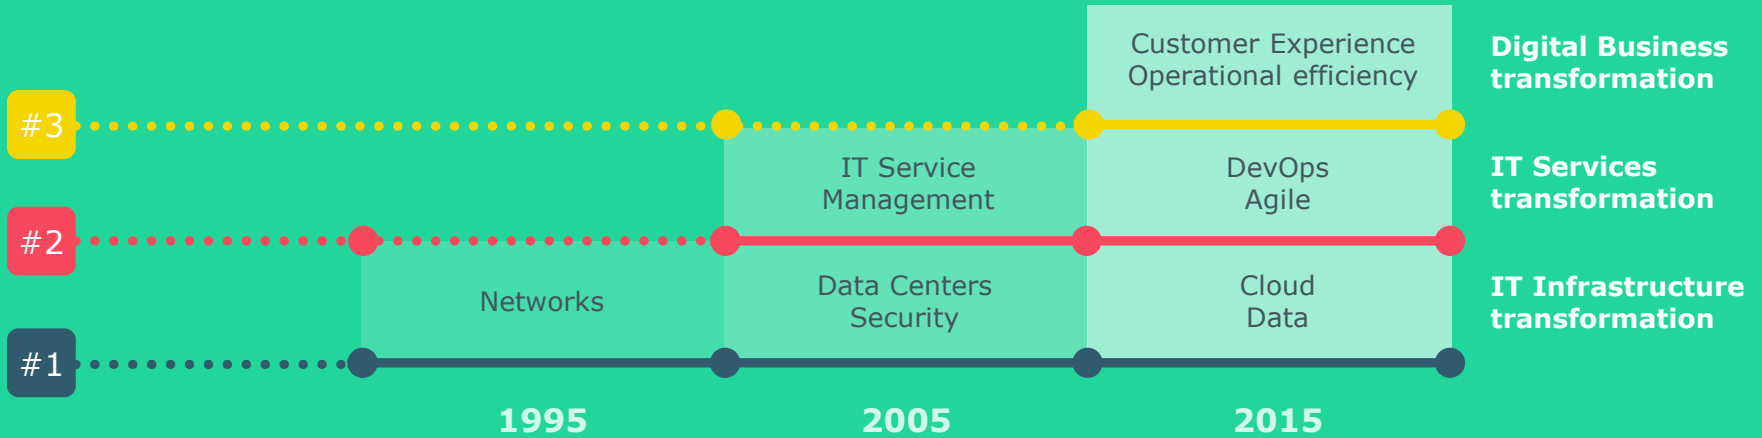 Customer Experience
Operational efficiency
Digital Business
transformation
#3
IT Service
Management
DevOps
Agile
IT Services
transformation
#2
Networks
Data Centers
Security
Cloud
Data
IT Infrastructure
transformation
#1
1995
2005
2015